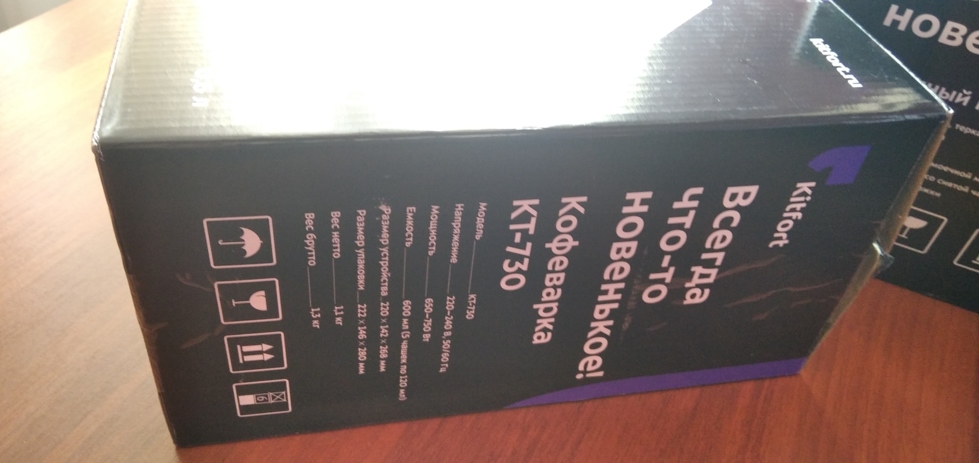 kitfort.ru
kitfort
Всегда
что-то
новенькое!
Кофеварка
КТ-730
Модель КТ-730
Напряжение 220–240 В, 50/60 Гц
Мощность 650–750 Вт
Емкость 600 мл (5 чашек по 120 мл)
Размер устройства 220 х 142 х 268 мм
Размер упаковки 222 х 146 х 280 мм
Вес нетто 1,1 кг
Вес брутто 1,3 кг
6